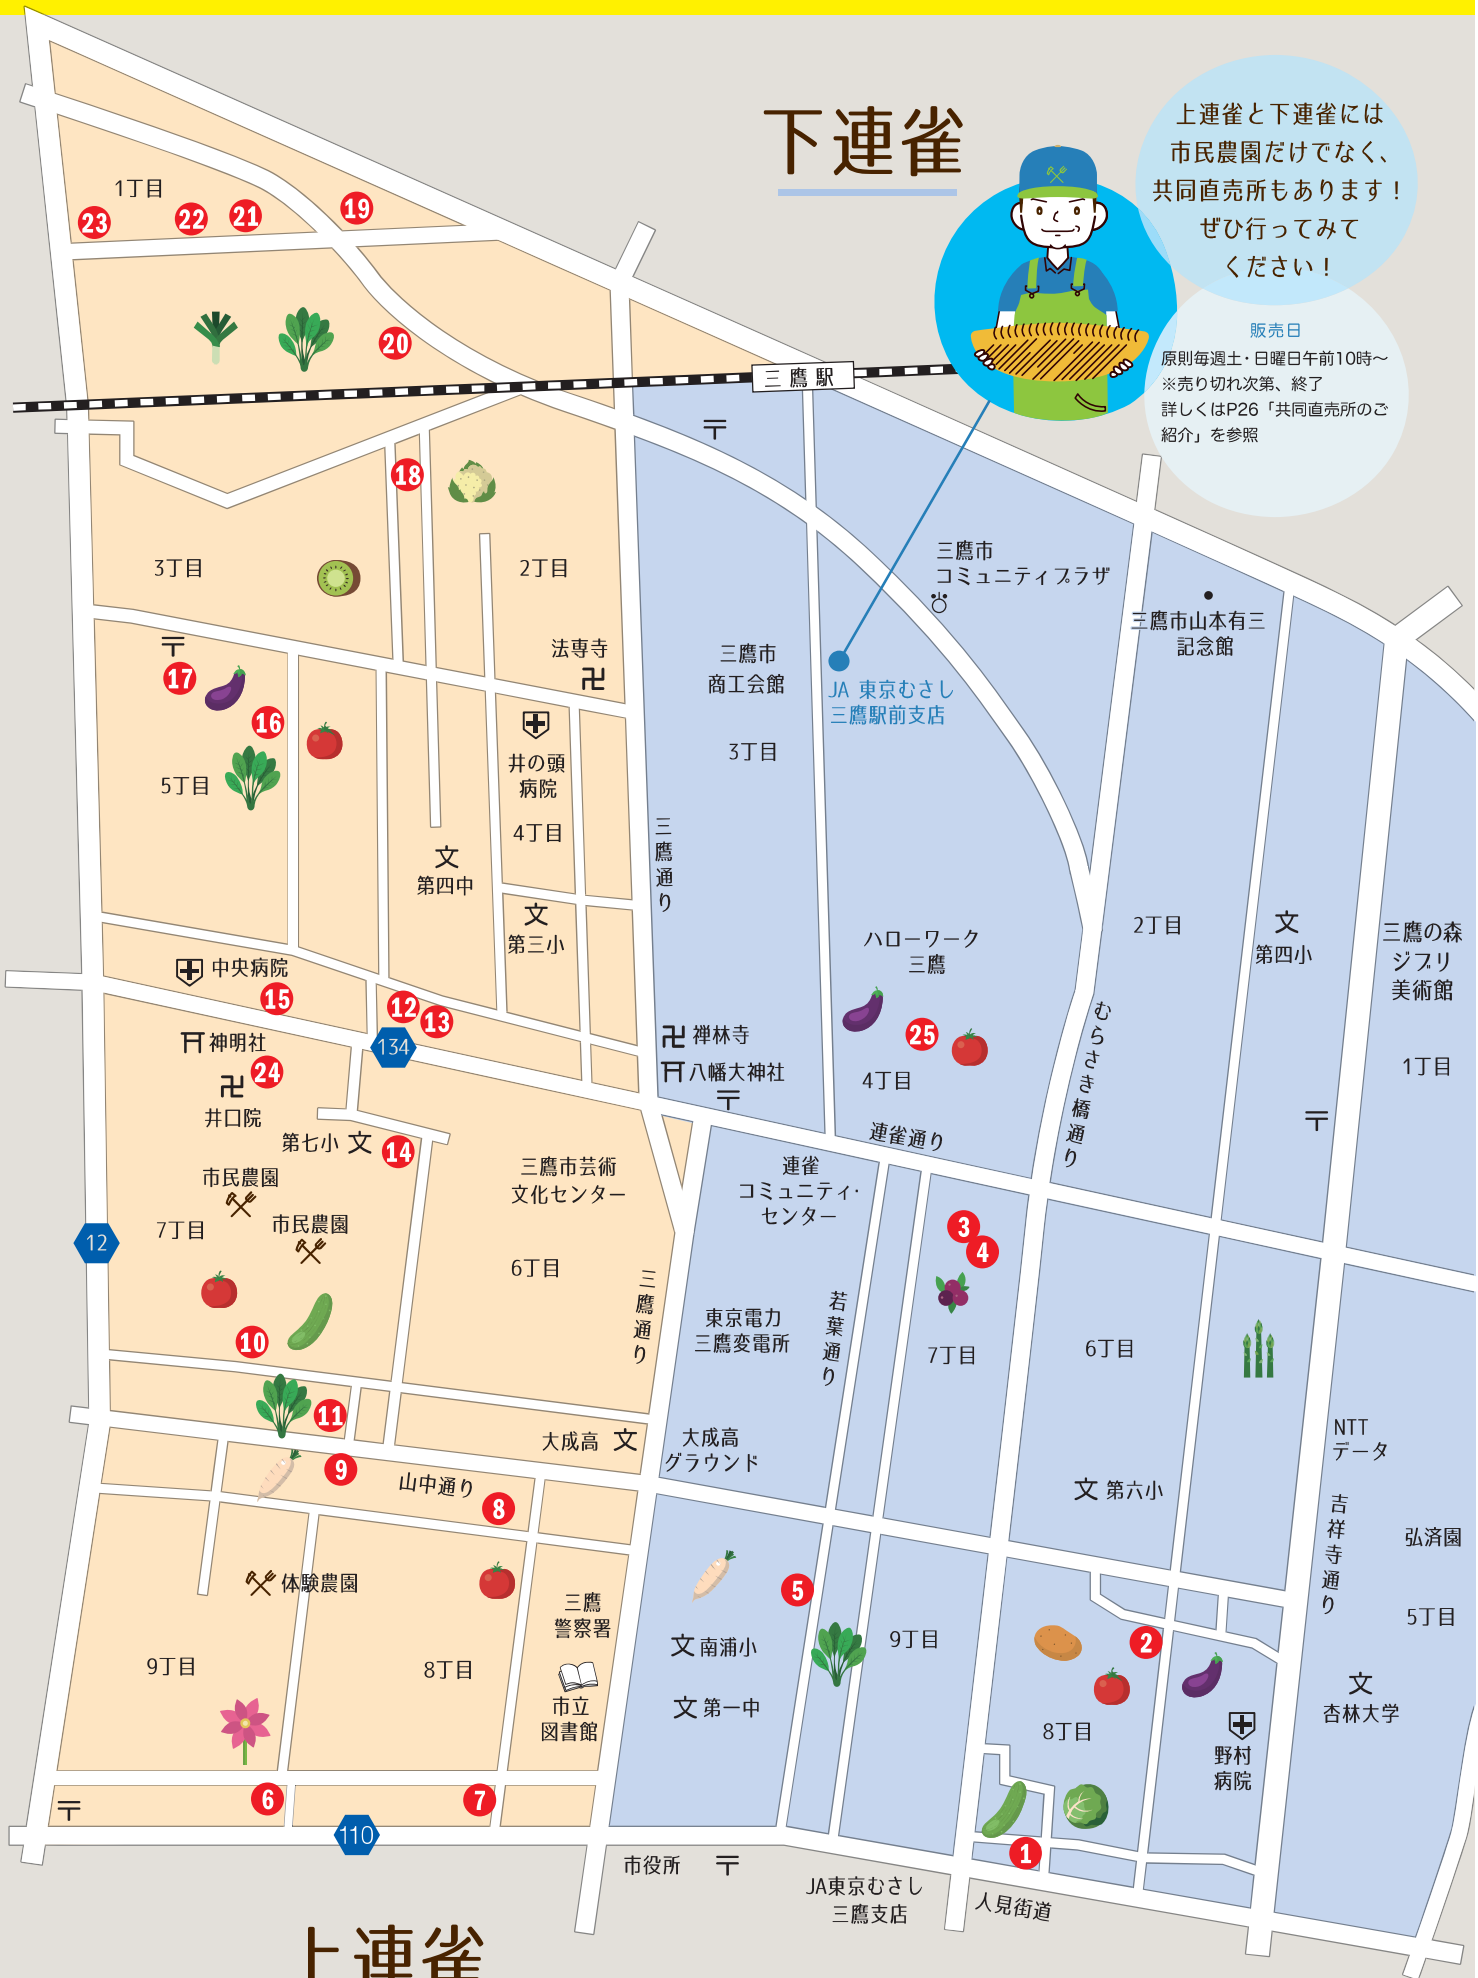 下連雀
上連雀と下連雀には
市民農園だけでなく、
共同直売所もあります!
ぜひ行ってみて
ください!
販売日
原則毎週土・日曜日午前10時〜
※売り切れ次第、終了
詳しくはP26「共同直売所のご
紹介」を参照
1丁目
23
22
21
19
20
三鷹駅
18
3丁目
2丁目
法専寺
17
16
5丁目
井の頭
病院
4丁目
文
第四中
文
第三小
中央病院
15
12
13
134
神明社
24
井口院
第七小 文
14
市民農園
市民農園
7丁目
12
三鷹市芸術
文化センター
6丁目
10
11
9
山中通り
8
大成高 文
体験農園
三鷹
警察署
市立
図書館
9丁目
8丁目
6
7
110
上連雀
三鷹市
コミュニティプラザ
三鷹市山本有三
記念館
三鷹市
商工会館
JA 東京むさし
三鷹駅前支店
3丁目
三鷹通り
ハローワーク
三鷹
25
4丁目
禅林寺
八幡大神社
連雀通り
むらさき橋通り
2丁目
文
第四小
三鷹の森
ジブリ
美術館
1丁目
連雀
コミュニティ・
センター
3
4
三鷹通り
東京電力
三鷹変電所
若葉通り
7丁目
6丁目
大成高
グラウンド
文 第六小
NTT
データ
吉祥寺通り
弘済園
5丁目
5
文 南浦小
文 第一中
9丁目
2
8丁目
野村
病院
文
杏林大学
1
市役所
JA東京むさし
三鷹支店
人見街道